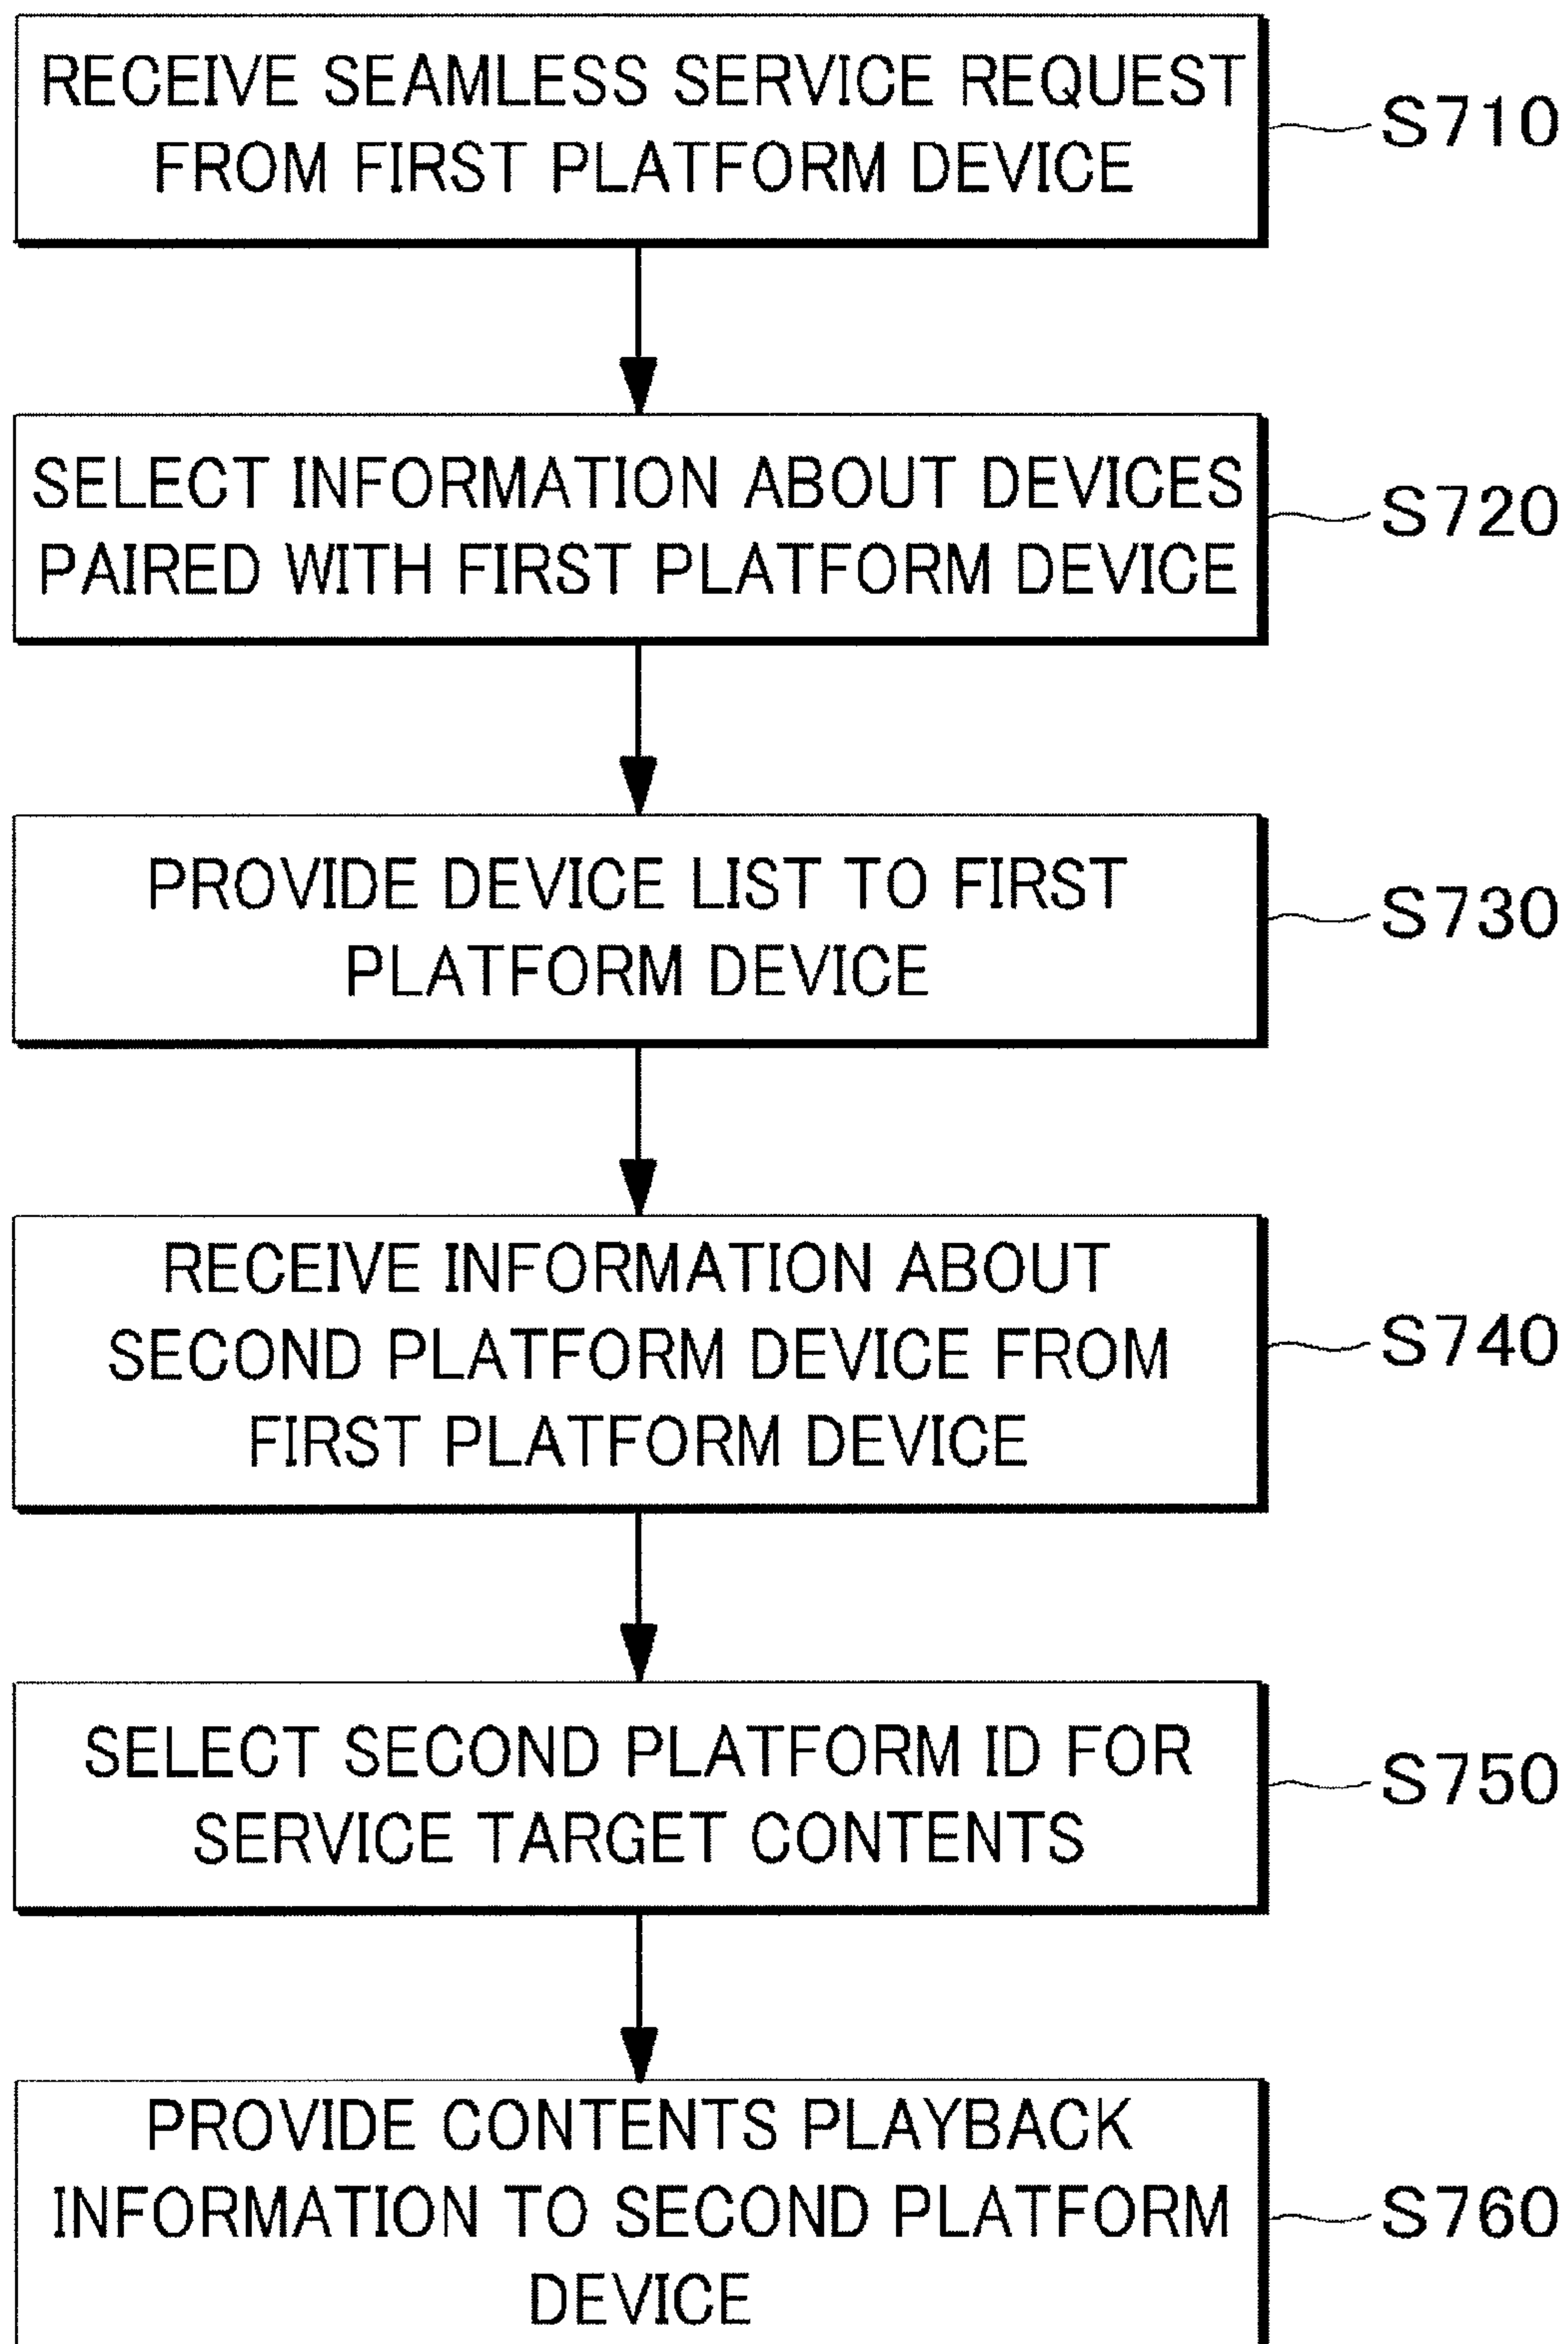 RECEIVE SEAMLESS SERVICE REQUEST
FROM FIRST PLATFORM DEVICE
S710
SELECT INFORMATION ABOUT DEVICES
PAIRED WITH FIRST PLATFORM DEVICE
S720
PROVIDE DEVICE LIST TO FIRST
PLATFORM DEVICE
S730
RECEIVE INFORMATION ABOUT
SECOND PLATFORM DEVICE FROM
FIRST PLATFORM DEVICE
S740
SELECT SECOND PLATFORM ID FOR
SERVICE TARGET CONTENTS
S750
PROVIDE CONTENTS PLAYBACK
INFORMATION TO SECOND PLATFORM
DEVICE
S760